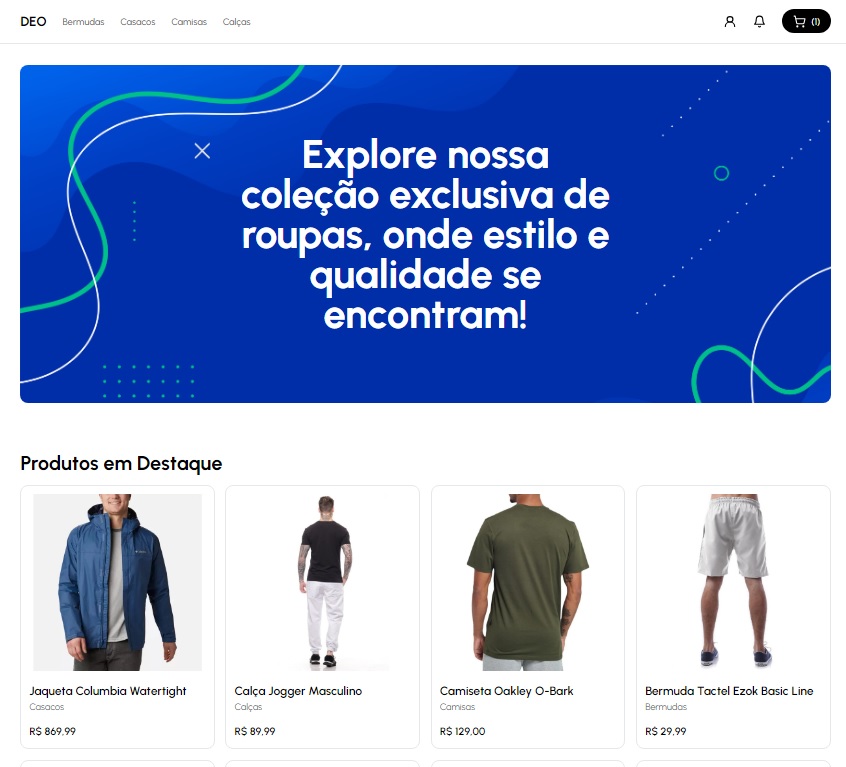 DEO Bermudas Casacos Camisas Calças (1)
Explore nossa
coleção exclusiva de
roupas, onde estilo e
qualidade se
encontram!
Produtos em Destaque
Jaqueta Columbia Watertight
Casacos
R$ 869.99
Calça Jogger Masculino
Calças
R$ 89.99
Camiseta Oakley O-Bark
Camisas
R$ 129.00
Bermuda Tactel Ezok Basic Line
Bermudas
R$ 29.99